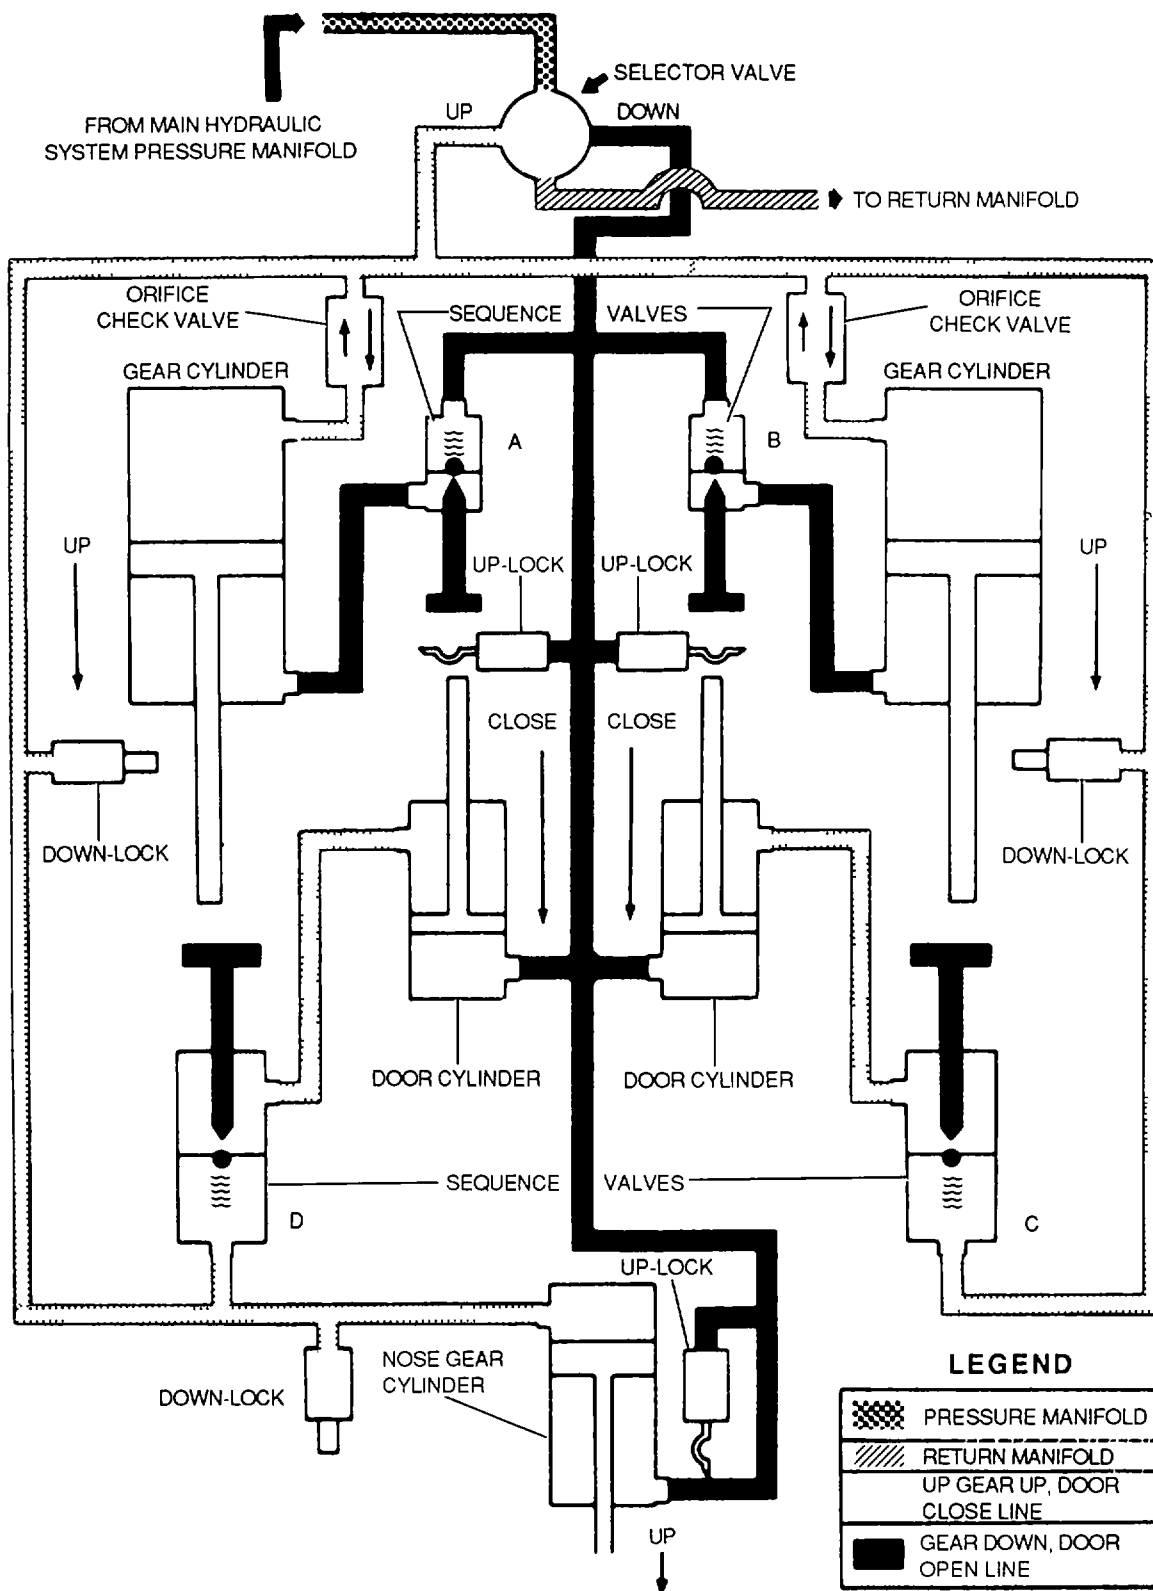 SELECTOR VALVE
UP
DOWN
FROM MAIN HYDRAULIC
SYSTEM PRESSURE MANIFOLD
TO RETURN MANIFOLD
ORIFICE
CHECK VALVE
SEQUENCE VALVES
ORIFICE
CHECK VALVE
GEAR CYLINDER
GEAR CYLINDER
A
B
UP
UP-LOCK
UP-LOCK
UP
CLOSE
CLOSE
DOWN-LOCK
DOWN-LOCK
DOOR CYLINDER
DOOR CYLINDER
SEQUENCE VALVES
D
C
UP-LOCK
NOSE GEAR
CYLINDER
DOWN-LOCK
UP
LEGEND
PRESSURE MANIFOLD
RETURN MANIFOLD
UP GEAR UP, DOOR
CLOSE LINE
GEAR DOWN, DOOR
OPEN LINE